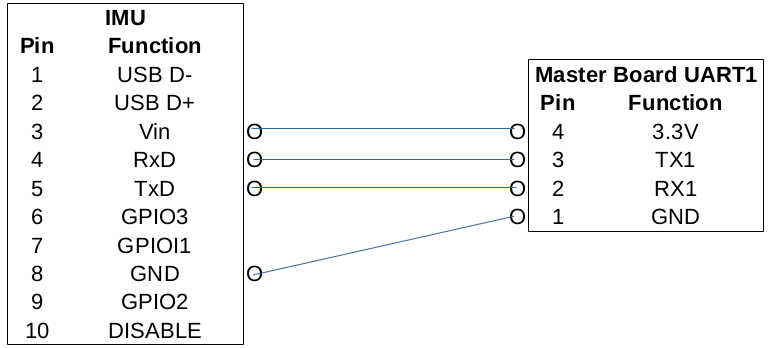 IMU
Pin Function
1 USB D-
2 USB D+
3 Vin
4 RxD
5 TxD
6 GPIO3
7 GPIOI1
8 GND
9 GPIO2
10 DISABLE
Master Board UART1
Pin Function
4 3.3V
3 TX1
2 RX1
1 GND